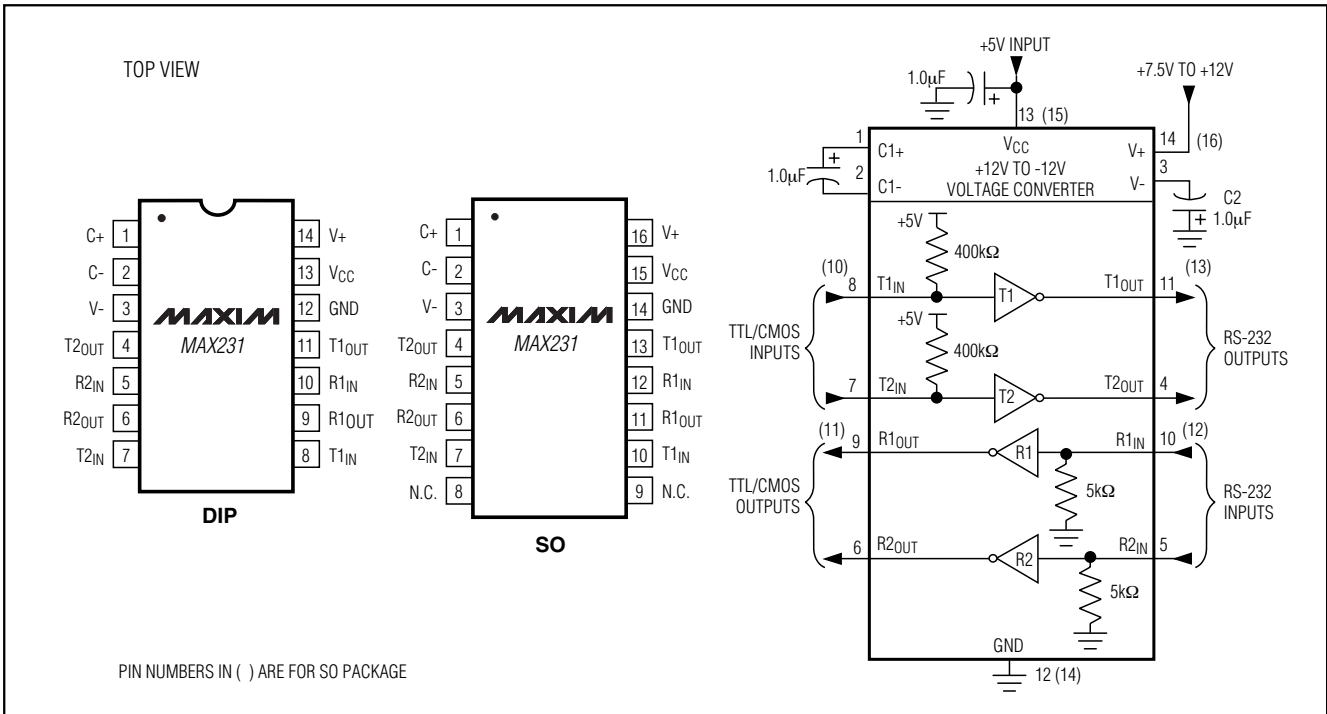 TOP VIEW
C+ 1
C- 2
V- 3
T2OUT 4
R2IN 5
R2OUT 6
T2IN 7
14 V+
13 VCC
12 GND
11 T1OUT
10 R1IN
9 R1OUT
8 T1IN
MAXIM
MAX231
DIP
C+ 1
C- 2
V- 3
T2OUT 4
R2IN 5
R2OUT 6
T2IN 7
N.C. 8
16 V+
15 VCC
14 GND
13 T1OUT
12 R1IN
11 R1OUT
10 T1IN
9 N.C.
MAXIM
MAX231
SO
PIN NUMBERS IN ( ) ARE FOR SO PACKAGE
+5V INPUT
1.0µF
+
+7.5V TO +12V
13 (15)
1
C1+
VCC
V+
14
(16)
1.0µF
+
2
C1-
+12V TO -12V
VOLTAGE CONVERTER
V-
3
C2
+ 1.0µF
+5V
400kΩ
(10)
8
T1IN
T1
T1OUT
11
(13)
+5V
400kΩ
TTL/CMOS
INPUTS
RS-232
OUTPUTS
7
T2IN
T2
T2OUT
4
(11)
9
R1OUT
R1
R1IN
10
(12)
5kΩ
TTL/CMOS
OUTPUTS
RS-232
INPUTS
6
R2OUT
R2
R2IN
5
5kΩ
GND
12 (14)